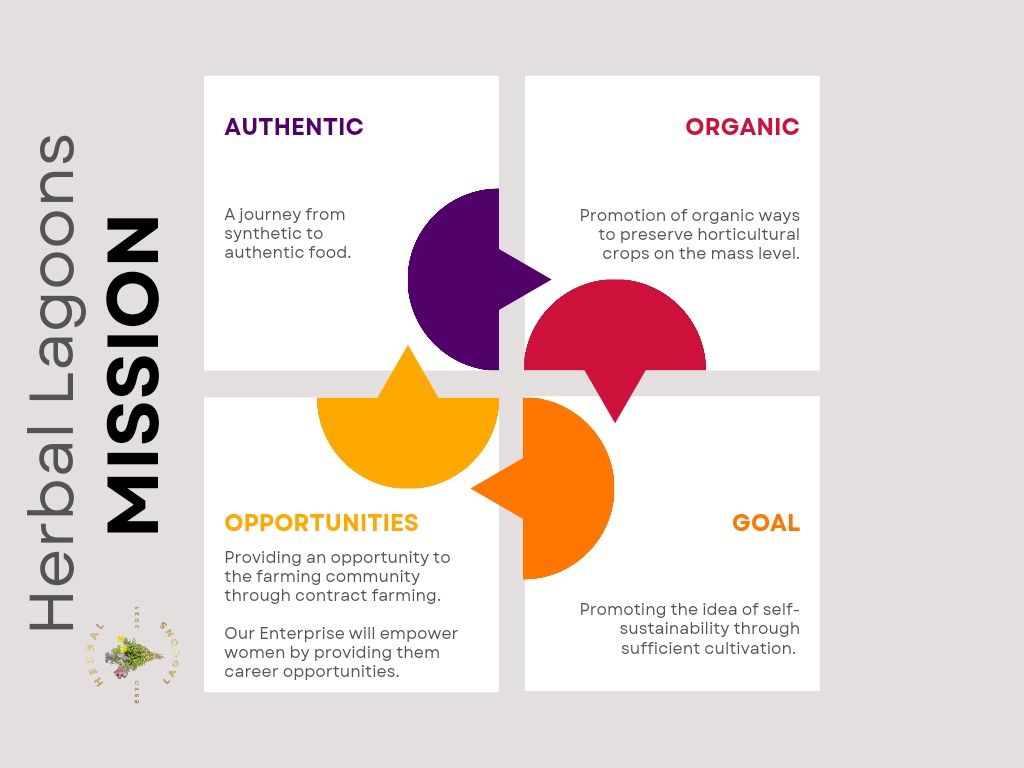 Herbal Lagoons
MISSION
AUTHENTIC
A journey from
synthetic to
authentic food.
ORGANIC
Promotion of organic ways
to preserve horticultural
crops on the mass level.
OPPORTUNITIES
Providing an opportunity to
the farming community
through contract farming.
Our Enterprise will empower
women by providing them
career opportunities.
GOAL
Promoting the idea of self-
sustainability through
sufficient cultivation.
HERBAL
LAGOONS
ESTD
2021